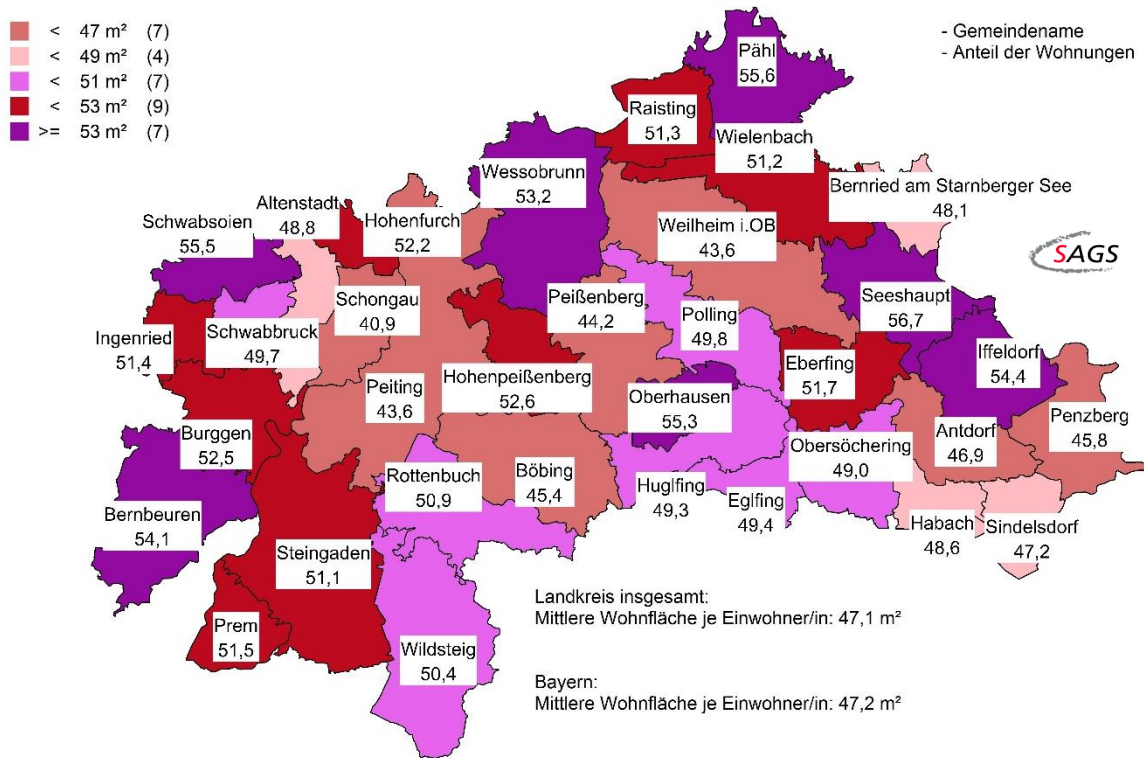 < 47 m² (7)
< 49 m² (4)
< 51 m² (7)
< 53 m² (9)
>= 53 m² (7)
- Gemeindename
- Anteil der Wohnungen
Pähl
55,6
Raisting
51,3
Wielenbach
51,2
Wessobrunn
53,2
Bernried am Starnberger See
48,1
Altenstadt
48,8
Schwabsoien
55,5
Hohenfurch
52,2
Weilheim i.OB
43,6
SAGS
Schongau
40,9
Peißenberg
44,2
Seeshaupt
56,7
Polling
49,8
Ingenried
51,4
Schwabbruck
49,7
Iffeldorf
54,4
Eberfing
51,7
Peiting
43,6
Hohenpeißenberg
52,6
Oberhausen
55,3
Penzberg
45,8
Burggen
52,5
Antdorf
46,9
Obersöchering
49,0
Rottenbuch
50,9
Böbing
45,4
Huglfing
49,3
Eglfing
49,4
Bernbeuren
54,1
Habach
48,6
Sindelsdorf
47,2
Steingaden
51,1
Landkreis insgesamt:
Mittlere Wohnfläche je Einwohner/in: 47,1 m²
Prem
51,5
Wildsteig
50,4
Bayern:
Mittlere Wohnfläche je Einwohner/in: 47,2 m²